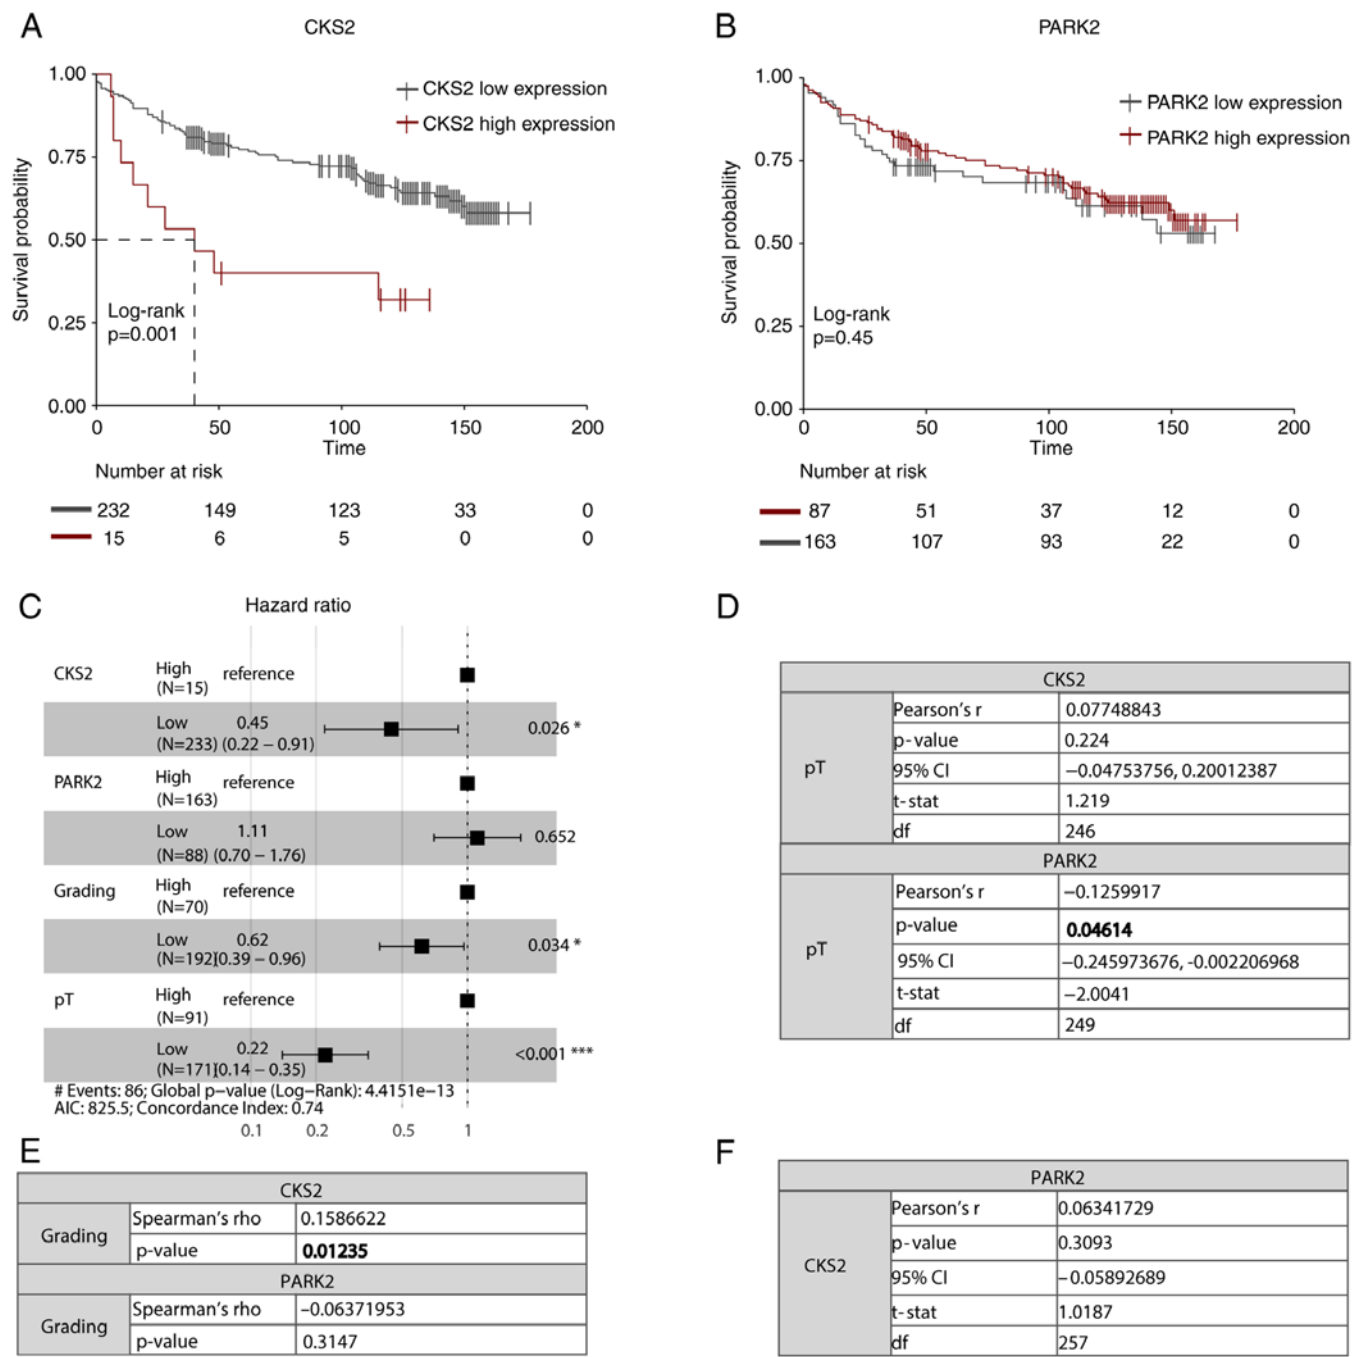 A
CKS2
CKS2 low expression
CKS2 high expression
Survival probability
1.00
0.75
0.50
0.25
0.00
Log-rank
p=0.001
0 50 100 150 200
Time
Number at risk
232 149 123 33 0
15 6 5 0 0
B
PARK2
PARK2 low expression
PARK2 high expression
Survival probability
1.00
0.75
0.50
0.25
0.00
Log-rank
p=0.45
0 50 100 150 200
Time
Number at risk
87 51 37 12 0
163 107 93 22 0
C
Hazard ratio
CKS2 High reference
(N=15)
Low 0.45 0.026 *
(N=233) (0.22 – 0.91)
PARK2 High reference
(N=163)
Low 1.11 0.652
(N=88) (0.70 – 1.76)
Grading High reference
(N=70)
Low 0.62 0.034 *
(N=192)(0.39 – 0.96)
pT High reference
(N=91)
Low 0.22 <0.001 ***
(N=171)(0.14 – 0.35)
# Events: 86; Global p–value (Log–Rank): 4.4151e–13
AIC: 825.5; Concordance Index: 0.74
0.1 0.2 0.5 1
D
CKS2
pT
Pearson's r 0.07748843
p-value 0.224
95% CI –0.04753756, 0.20012387
t-stat 1.219
df 246
PARK2
pT
Pearson's r –0.1259917
p-value 0.04614
95% CI –0.245973676, -0.002206968
t-stat –2.0041
df 249
E
CKS2
Grading
Spearman's rho 0.1586622
p-value 0.01235
PARK2
Grading
Spearman's rho –0.06371953
p-value 0.3147
F
PARK2
CKS2
Pearson's r 0.06341729
p-value 0.3093
95% CI –0.05892689
t-stat 1.0187
df 257